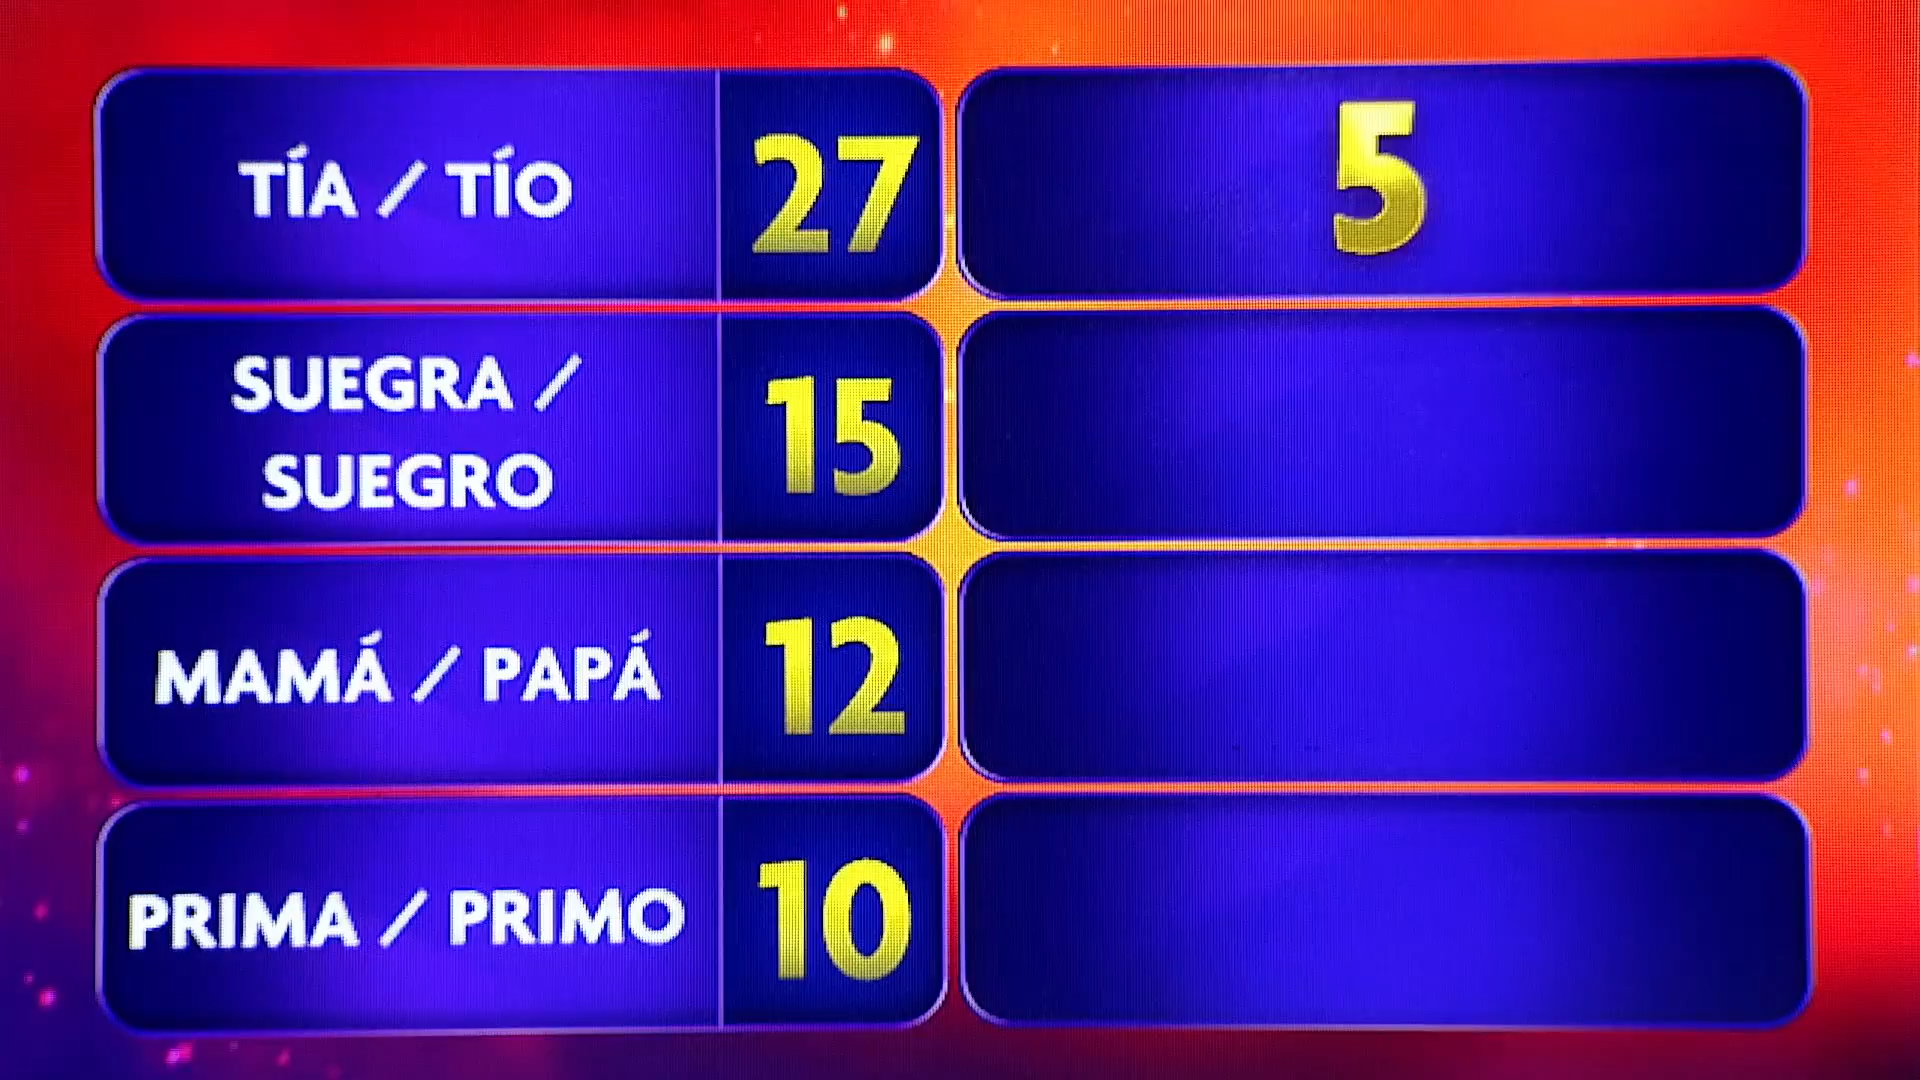 TÍA / TÍO 27 5
SUEGRA /
SUEGRO 15
MAMÁ / PAPÁ 12
PRIMA / PRIMO 10